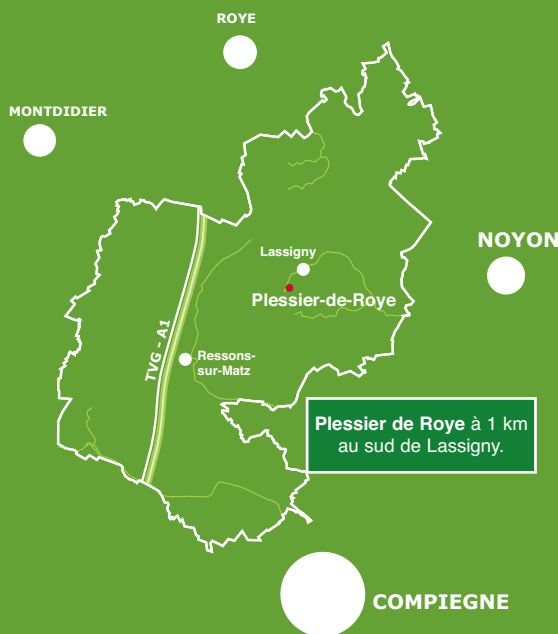 ROYE
MONTDIDIER
NOYON
Lassigny
Plessier-de-Roye
TVG - A1
Ressons-
sur-Matz
Plessier de Roye à 1 km
au sud de Lassigny.
COMPIEGNE